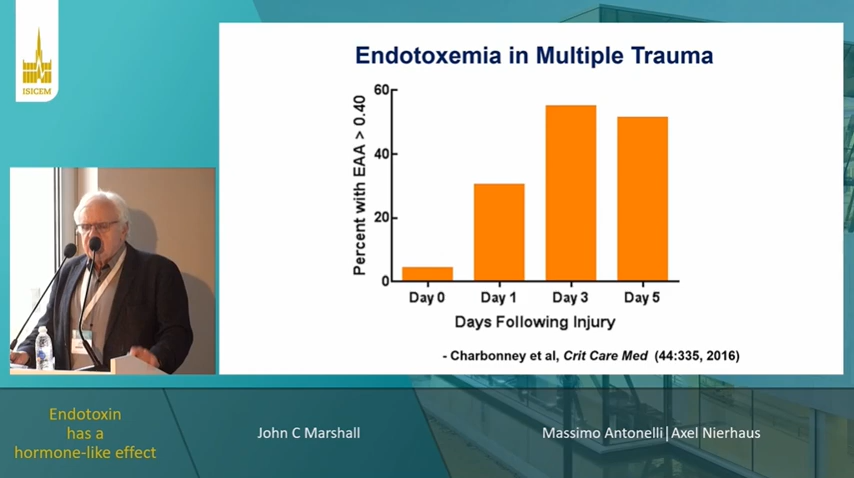 ISICEM
Endotoxemia in Multiple Trauma
Percent with EAA > 0.40
60
40
20
0
Day 0 Day 1 Day 3 Day 5
Days Following Injury
- Charbonney et al, Crit Care Med (44:335, 2016)
Endotoxin
has a
hormone-like effect
John C Marshall
Massimo Antonelli|Axel Nierhaus